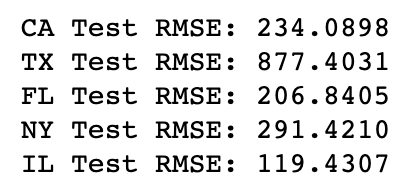 CA Test RMSE: 234.0898
TX Test RMSE: 877.4031
FL Test RMSE: 206.8405
NY Test RMSE: 291.4210
IL Test RMSE: 119.4307